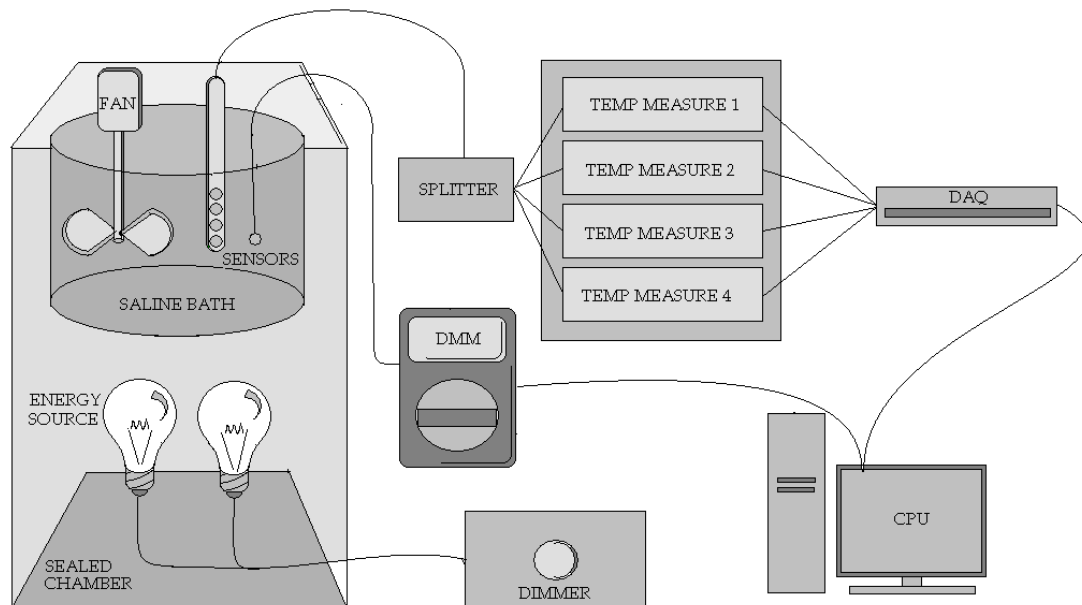 FAN
SENSORS
SALINE BATH
ENERGY
SOURCE
SEALED
CHAMBER
SPLITTER
TEMP MEASURE 1
TEMP MEASURE 2
TEMP MEASURE 3
TEMP MEASURE 4
DAQ
DMM
DIMMER
CPU